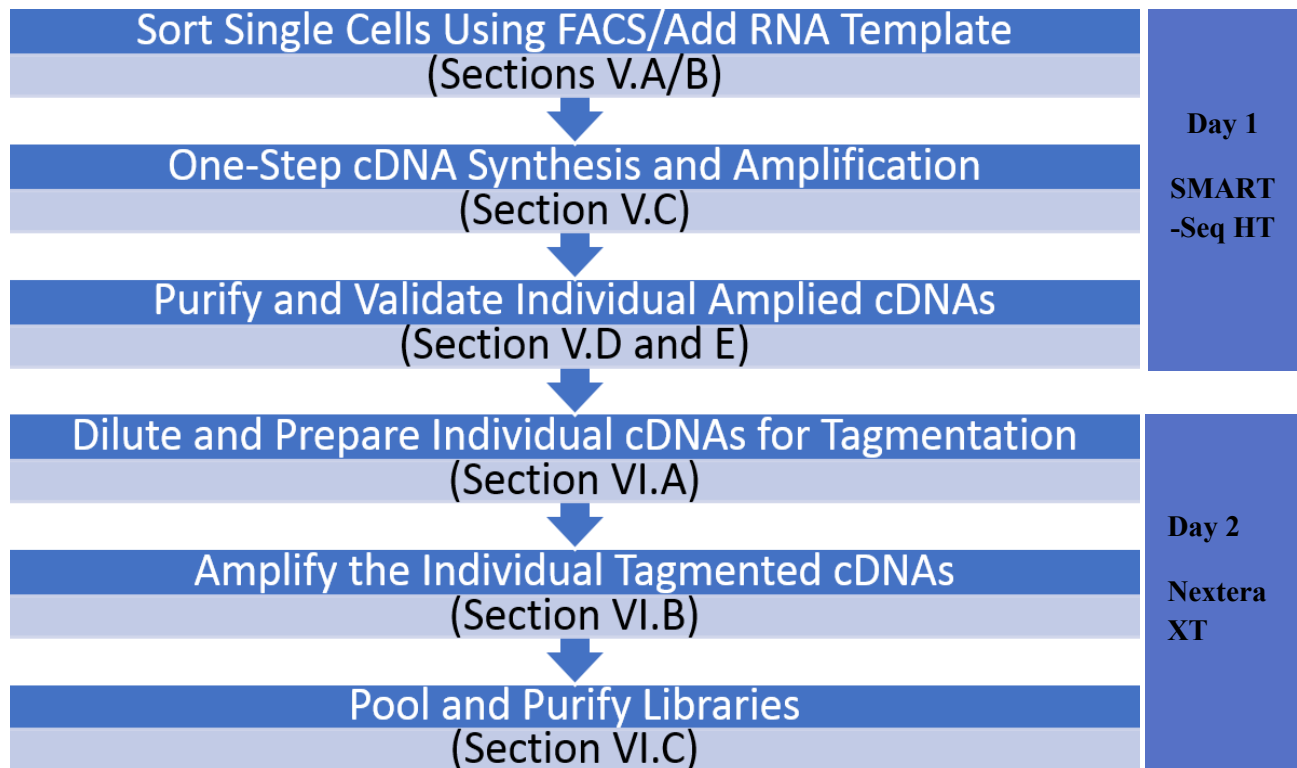 Sort Single Cells Using FACS/Add RNA Template
(Sections V.A/B)
One-Step cDNA Synthesis and Amplification
(Section V.C)
Purify and Validate Individual Amplied cDNAs
(Section V.D and E)
Day 1
SMART
-Seq HT
Dilute and Prepare Individual cDNAs for Tagmentation
(Section VI.A)
Amplify the Individual Tagmented cDNAs
(Section VI.B)
Pool and Purify Libraries
(Section VI.C)
Day 2
Nextera
XT